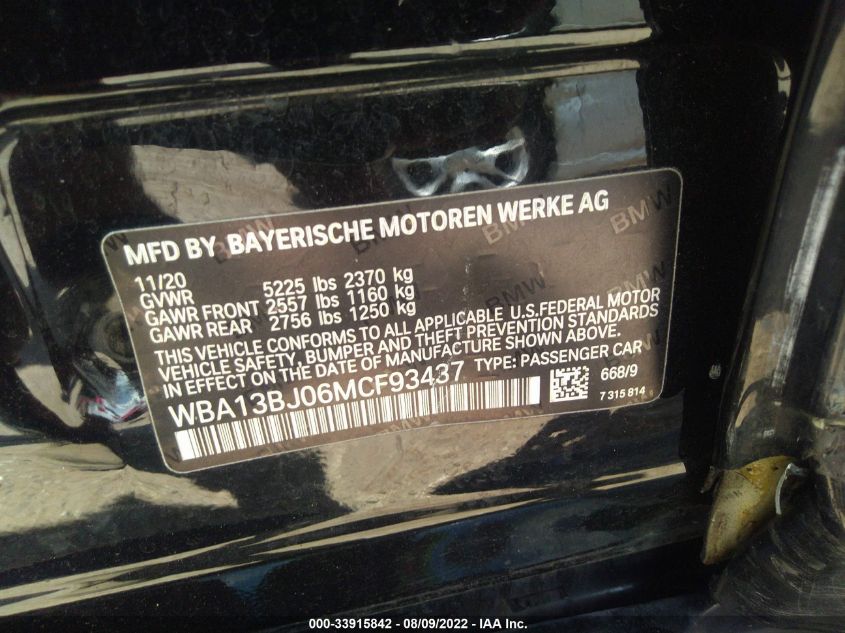 MFD BY BAYERISCHE MOTOREN WERKE AG
11/20
GVWR 5225 lbs 2370 kg
GAWR FRONT 2557 lbs 1160 kg
GAWR REAR 2756 lbs 1250 kg
THIS VEHICLE CONFORMS TO ALL APPLICABLE U.S.FEDERAL MOTOR
VEHICLE SAFETY, BUMPER AND THEFT PREVENTION STANDARDS
IN EFFECT ON THE DATE OF MANUFACTURE SHOWN ABOVE.
WBA13BJ06MCF93437 TYPE: PASSENGER CAR
668/9
7 315 814
000-33915842 - 08/09/2022 - IAA Inc.